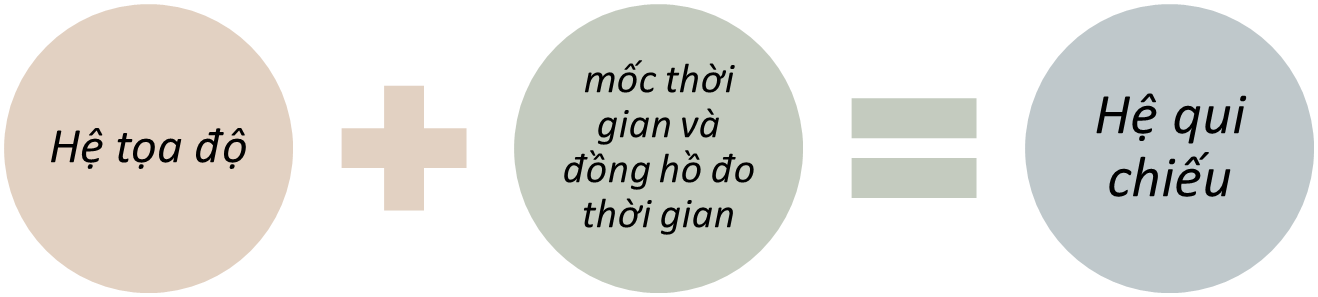 Hệ tọa độ
mốc thời
gian và
đồng hồ đo
thời gian
Hệ qui
chiếu